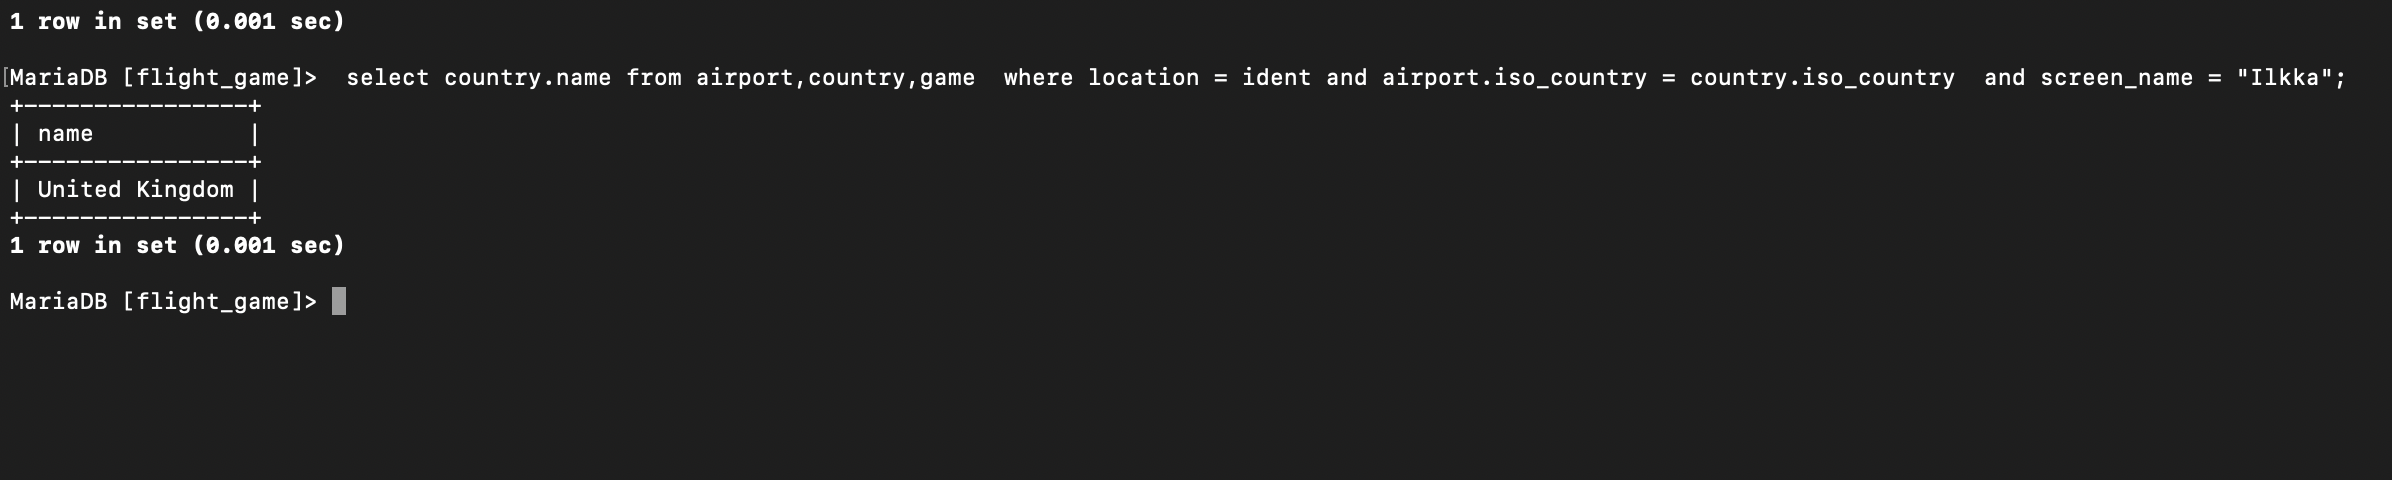 1 row in set (0.001 sec)
[MariaDB [flight_game]>  select country.name from airport,country,game  where location = ident and airport.iso_country = country.iso_country  and screen_name = "Ilkka";
+----------------+
| name           |
+----------------+
| United Kingdom |
+----------------+
1 row in set (0.001 sec)
MariaDB [flight_game]>